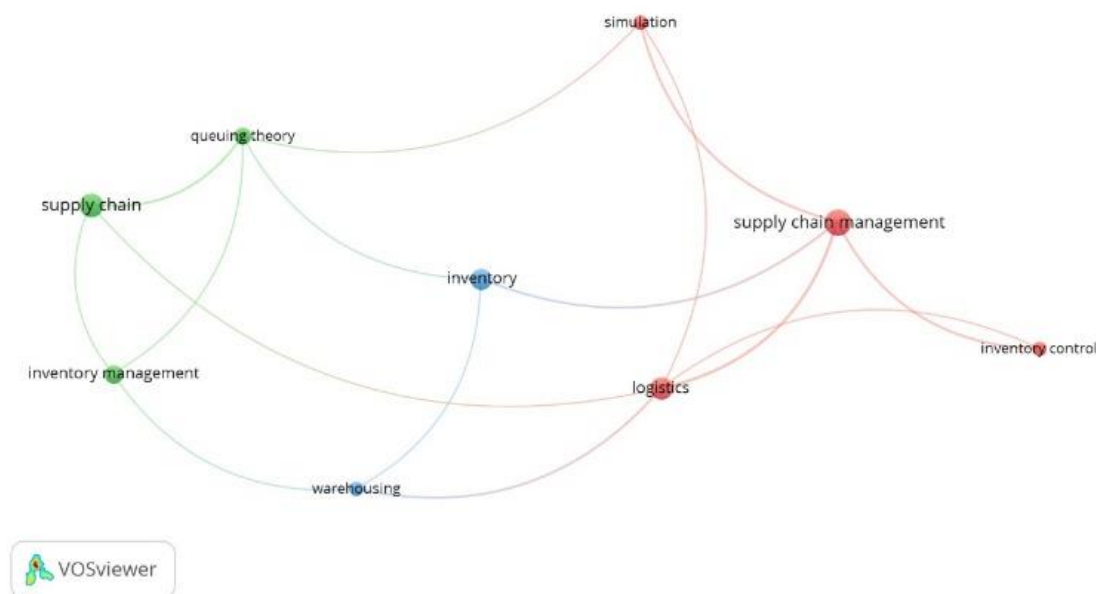 simulation
queuing theory
supply chain
supply chain management
inventory
inventory control
inventory management
logistics
warehousing
VOSviewer